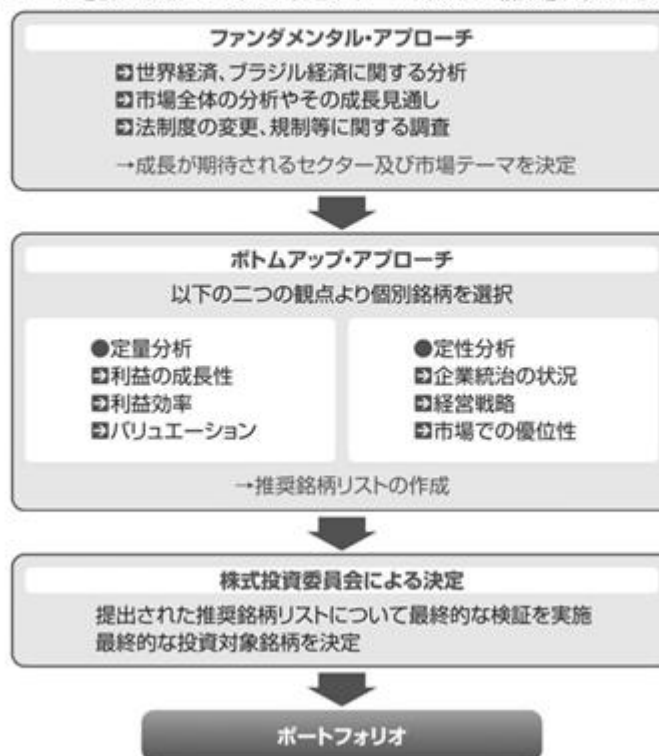 ファンダメンタル・アプローチ
世界経済、ブラジル経済に関する分析
市場全体の分析やその成長見通し
法制度の変更、規制等に関する調査
→成長が期待されるセクター及び市場テーマを決定
ボトムアップ・アプローチ
以下の二つの観点より個別銘柄を選択
●定量分析
利益の成長性
利益効率
バリュエーション
●定性分析
企業統治の状況
経営戦略
市場での優位性
→推奨銘柄リストの作成
株式投資委員会による決定
提出された推奨銘柄リストについて最終的な検証を実施
最終的な投資対象銘柄を決定
ポートフォリオ